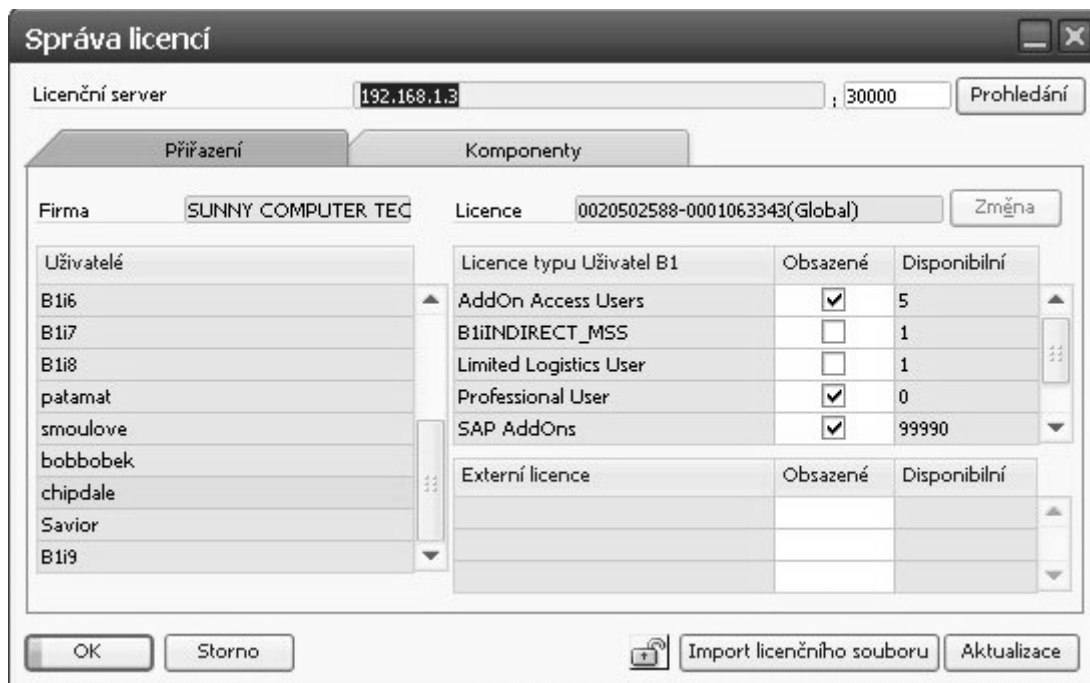 Správa licencí
Licenční server 192.168.1.3 : 30000 Prohledání
Přiřazení Komponenty
Firma SUNNY COMPUTER TEC Licence 0020502588-0001063343(Global) Změna
Uživatelé
B1i6
B1i7
B1i8
patamat
smoulove
bobbobek
chipdale
Savior
B1i9
Licence typu Uživatel B1 Obsazené Disponibilní
AddOn Access Users 5
B1iINDIRECT_MSS 1
Limited Logistics User 1
Professional User 0
SAP AddOns 99990
Externí licence Obsazené Disponibilní
OK Storno Import licenčního souboru Aktualizace